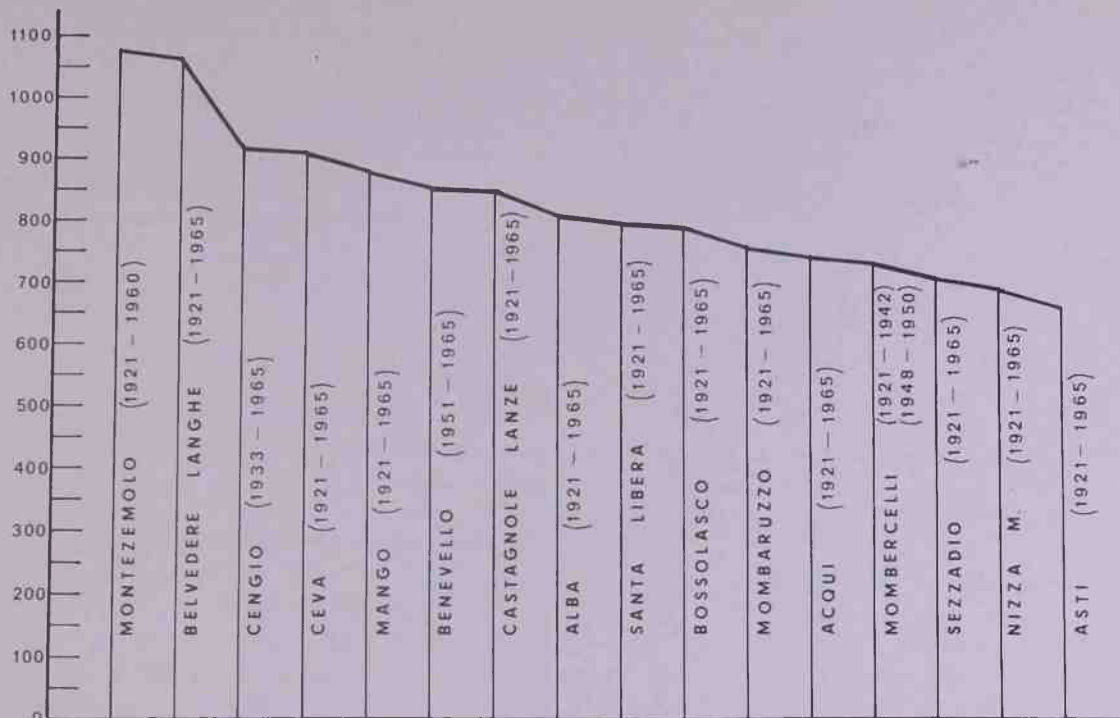 1100
1000
900
800
700
600
500
400
300
200
100
0
MONTEZEMOLO (1921 – 1960)
BELVEDERE LANGHE (1921 – 1965)
CENGIO (1933 – 1965)
CEVA (1921 – 1965)
MANGO (1921 – 1965)
BENEVELLO (1951 – 1965)
CASTAGNOLE LANZE (1921 – 1965)
ALBA (1921 – 1965)
SANTA LIBERA (1921 – 1965)
BOSSOLASCO (1921 – 1965)
MOMBARUZZO (1921 – 1965)
ACQUI (1921 – 1965)
MOMBERCELLI (1921 – 1942)
(1948 – 1950)
SEZZADIO (1921 – 1965)
NIZZA M. (1921 – 1965)
ASTI (1921 – 1965)